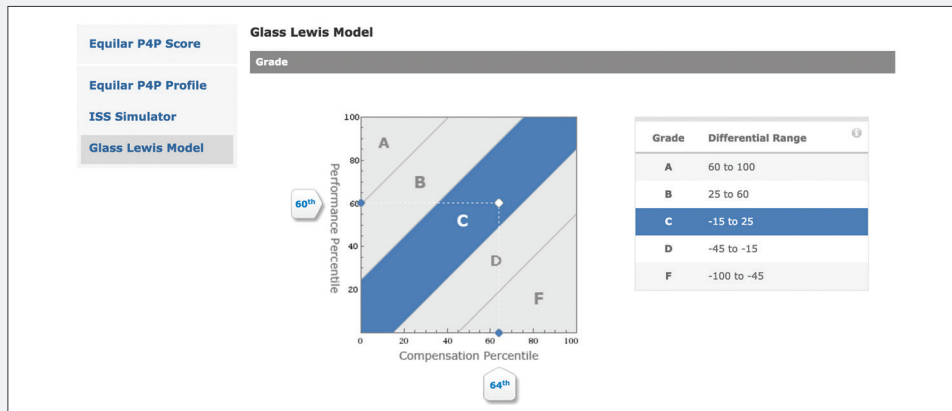 Equilar P4P Score
Equilar P4P Profile
ISS Simulator
Glass Lewis Model
Glass Lewis Model
Grade
100
80
60
40
20
Performance Percentile
60th
A
B
C
D
F
0 20 40 60 80 100
Compensation Percentile
64th
Grade Differential Range
A 60 to 100
B 25 to 60
C -15 to 25
D -45 to -15
F -100 to -45